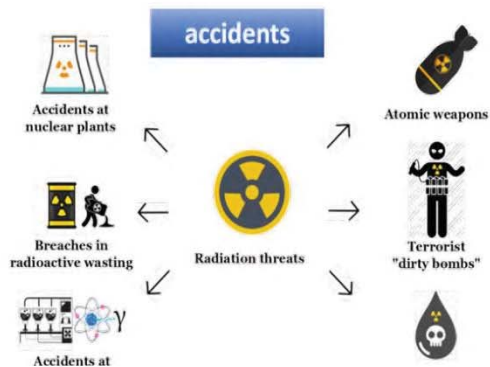 accidents
Accidents at
nuclear plants
Atomic weapons
Breaches in
radioactive wasting
Radiation threats
Terrorist
"dirty bombs"
γ
Accidents at